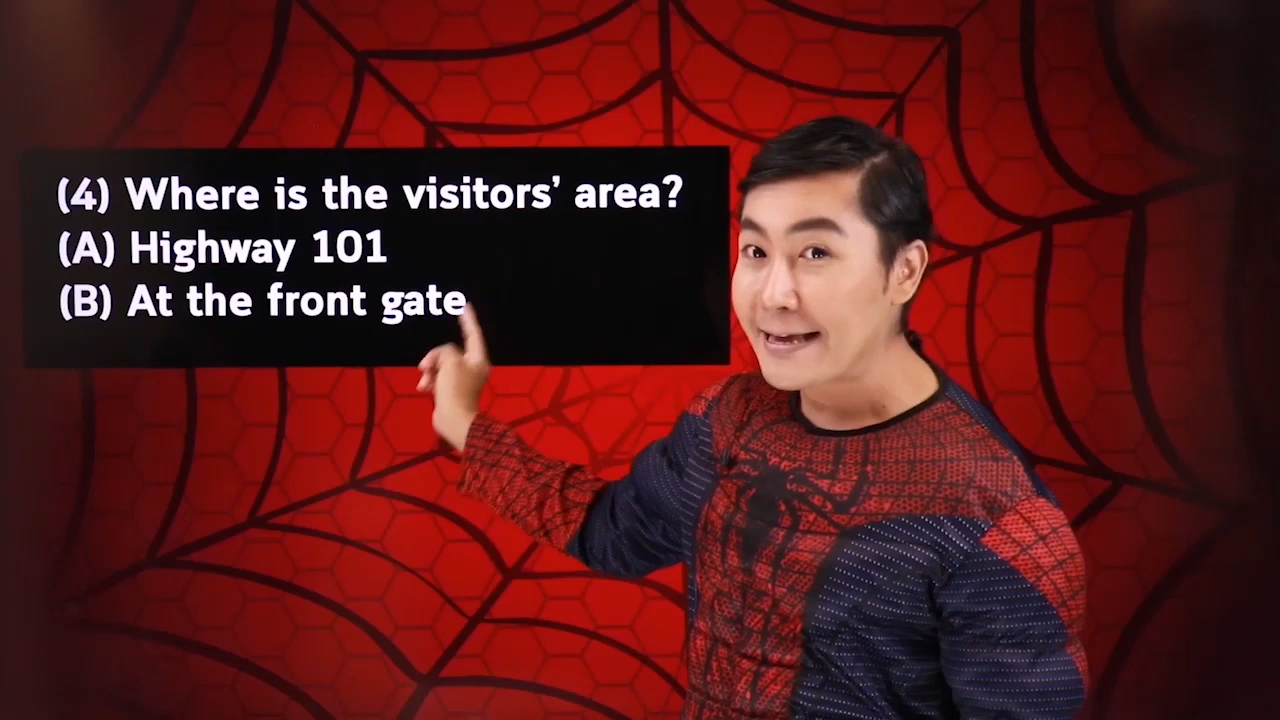 (4) Where is the visitors’ area?
(A) Highway 101
(B) At the front gate